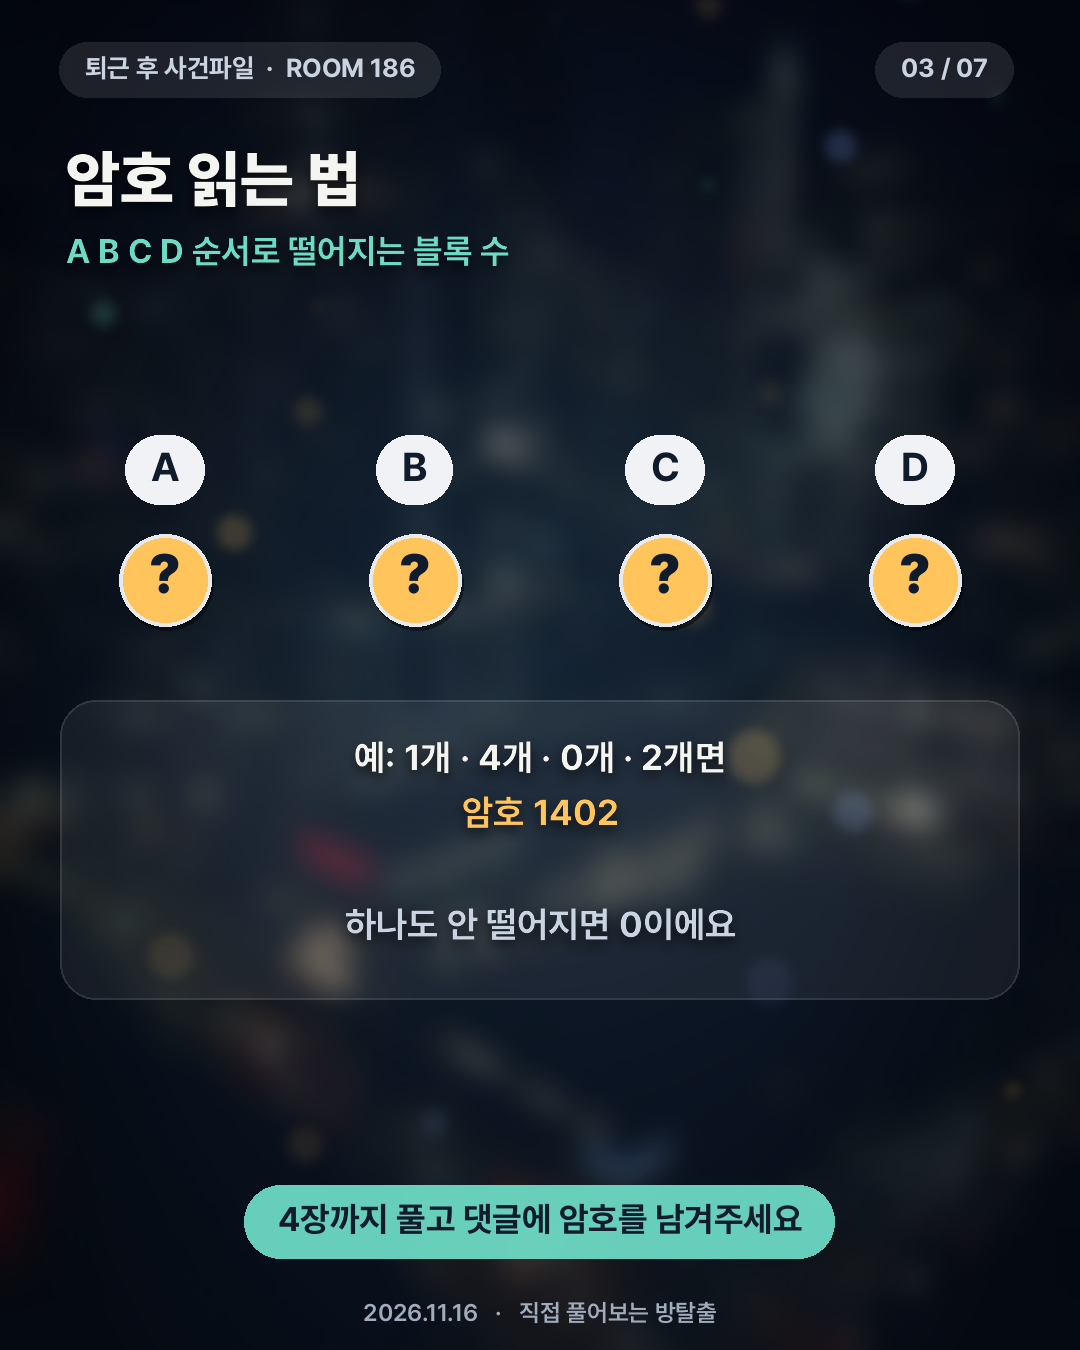 퇴근 후 사건파일 · ROOM 186
03 / 07
암호 읽는 법
A B C D 순서로 떨어지는 블록 수
A B C D
? ? ? ?
예: 1개 · 4개 · 0개 · 2개면
암호 1402
하나도 안 떨어지면 0이에요
4장까지 풀고 댓글에 암호를 남겨주세요
2026.11.16 · 직접 풀어보는 방탈출